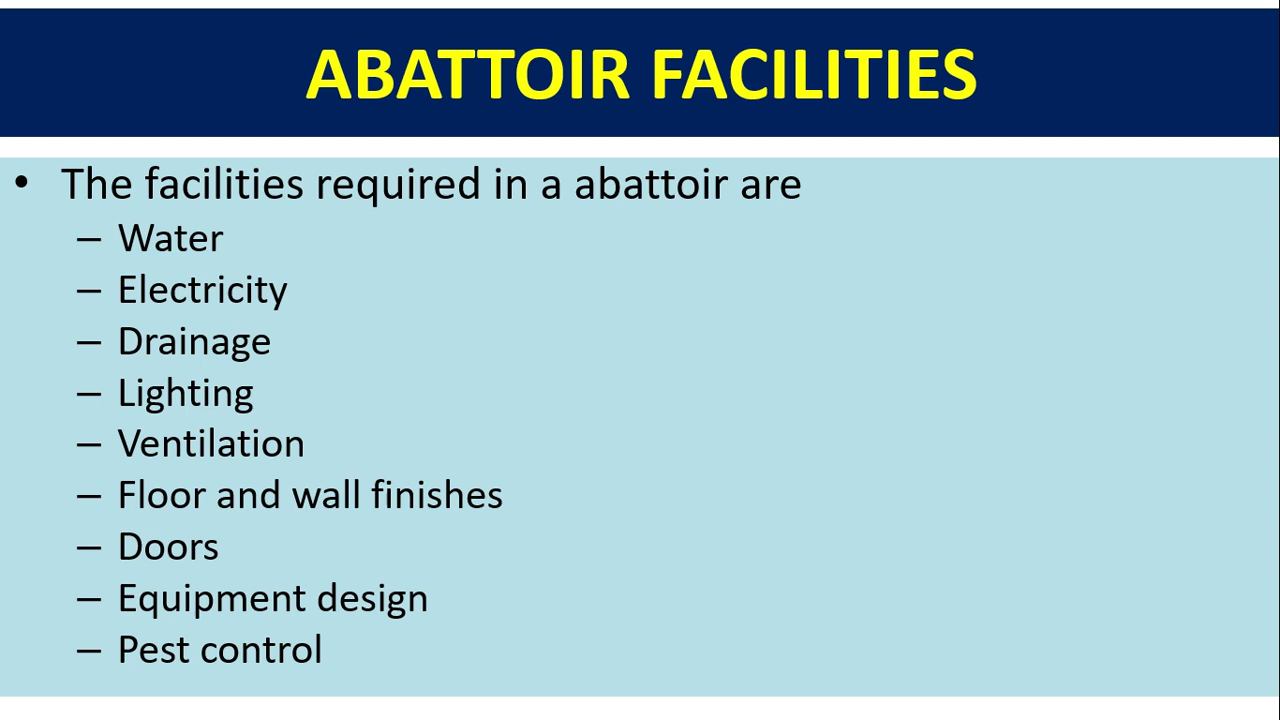 ABATTOIR FACILITIES
• The facilities required in a abattoir are
– Water
– Electricity
– Drainage
– Lighting
– Ventilation
– Floor and wall finishes
– Doors
– Equipment design
– Pest control